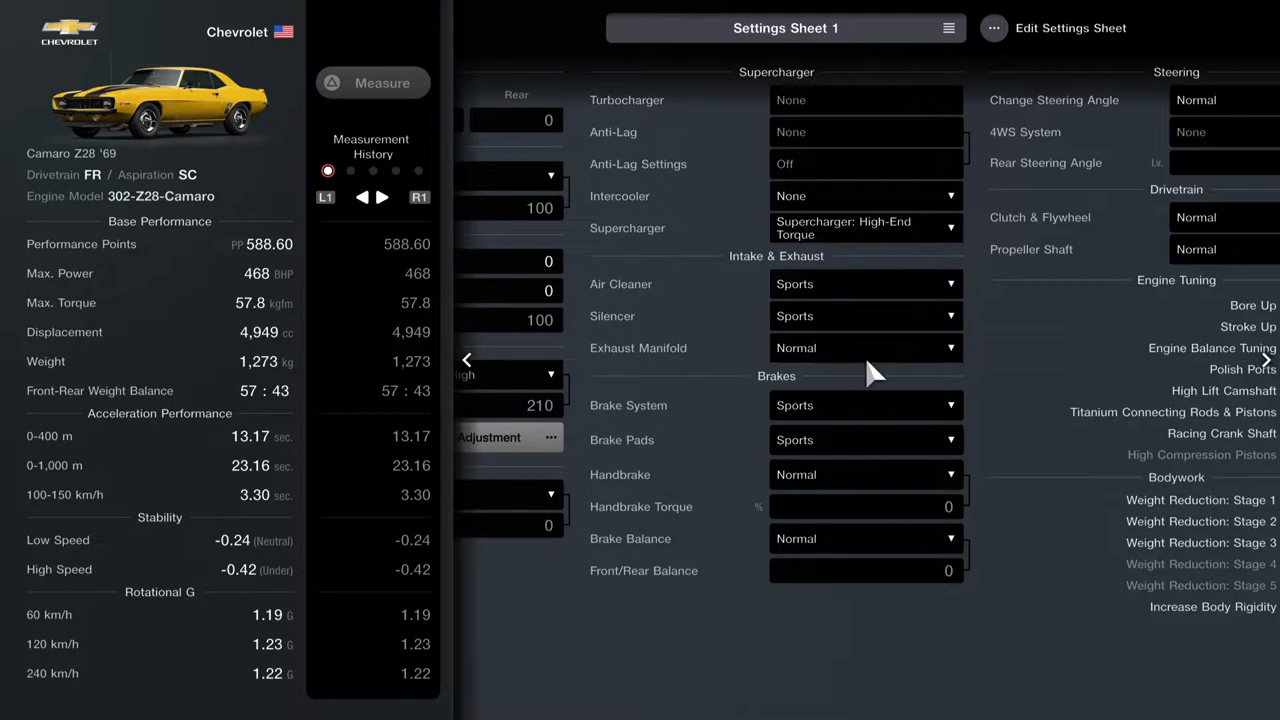 CHEVROLET
Chevrolet
Camaro Z28 '69
Drivetrain FR / Aspiration SC
Engine Model 302-Z28-Camaro
Base Performance
Performance Points PP 588.60
Max. Power 468 BHP
Max. Torque 57.8 kgfm
Displacement 4,949 cc
Weight 1,273 kg
Front-Rear Weight Balance 57 : 43
Acceleration Performance
0-400 m 13.17 sec.
0-1,000 m 23.16 sec.
100-150 km/h 3.30 sec.
Stability
Low Speed -0.24 (Neutral)
High Speed -0.42 (Under)
Rotational G
60 km/h 1.19 G
120 km/h 1.23 G
240 km/h 1.22 G
Measure
Measurement
History
L1 R1
588.60
468
57.8
4,949
1,273
57 : 43
13.17
23.16
3.30
-0.24
-0.42
1.19
1.23
1.22
Settings Sheet 1
Edit Settings Sheet
Rear
0
100
0
0
100
High
210
Adjustment
0
Supercharger
Turbocharger None
Anti-Lag None
Anti-Lag Settings Off
Intercooler None
Supercharger Supercharger: High-End
Torque
Intake & Exhaust
Air Cleaner Sports
Silencer Sports
Exhaust Manifold Normal
Brakes
Brake System Sports
Brake Pads Sports
Handbrake Normal
Handbrake Torque % 0
Brake Balance Normal
Front/Rear Balance 0
Steering
Change Steering Angle Normal
4WS System None
Rear Steering Angle Lv.
Drivetrain
Clutch & Flywheel Normal
Propeller Shaft Normal
Engine Tuning
Bore Up
Stroke Up
Engine Balance Tuning
Polish Ports
High Lift Camshaft
Titanium Connecting Rods & Pistons
Racing Crank Shaft
High Compression Pistons
Bodywork
Weight Reduction: Stage 1
Weight Reduction: Stage 2
Weight Reduction: Stage 3
Weight Reduction: Stage 4
Weight Reduction: Stage 5
Increase Body Rigidity